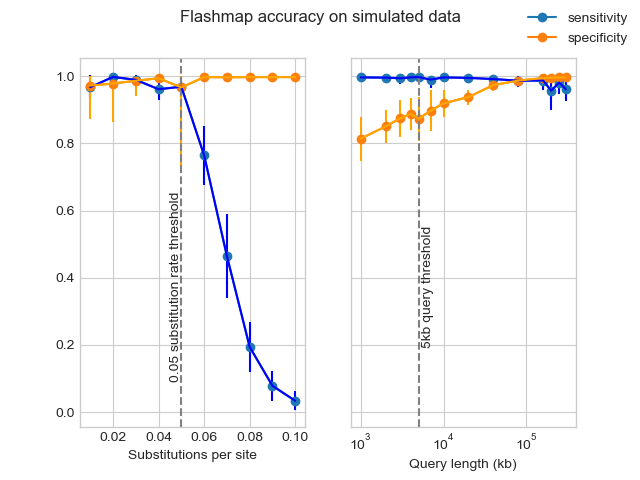 Flashmap accuracy on simulated data
sensitivity
specificity
1.0
0.8
0.6
0.4
0.2
0.0
0.05 substitution rate threshold
5kb query threshold
0.02 0.04 0.06 0.08 0.10
10³ 10⁴ 10⁵
Substitutions per site
Query length (kb)